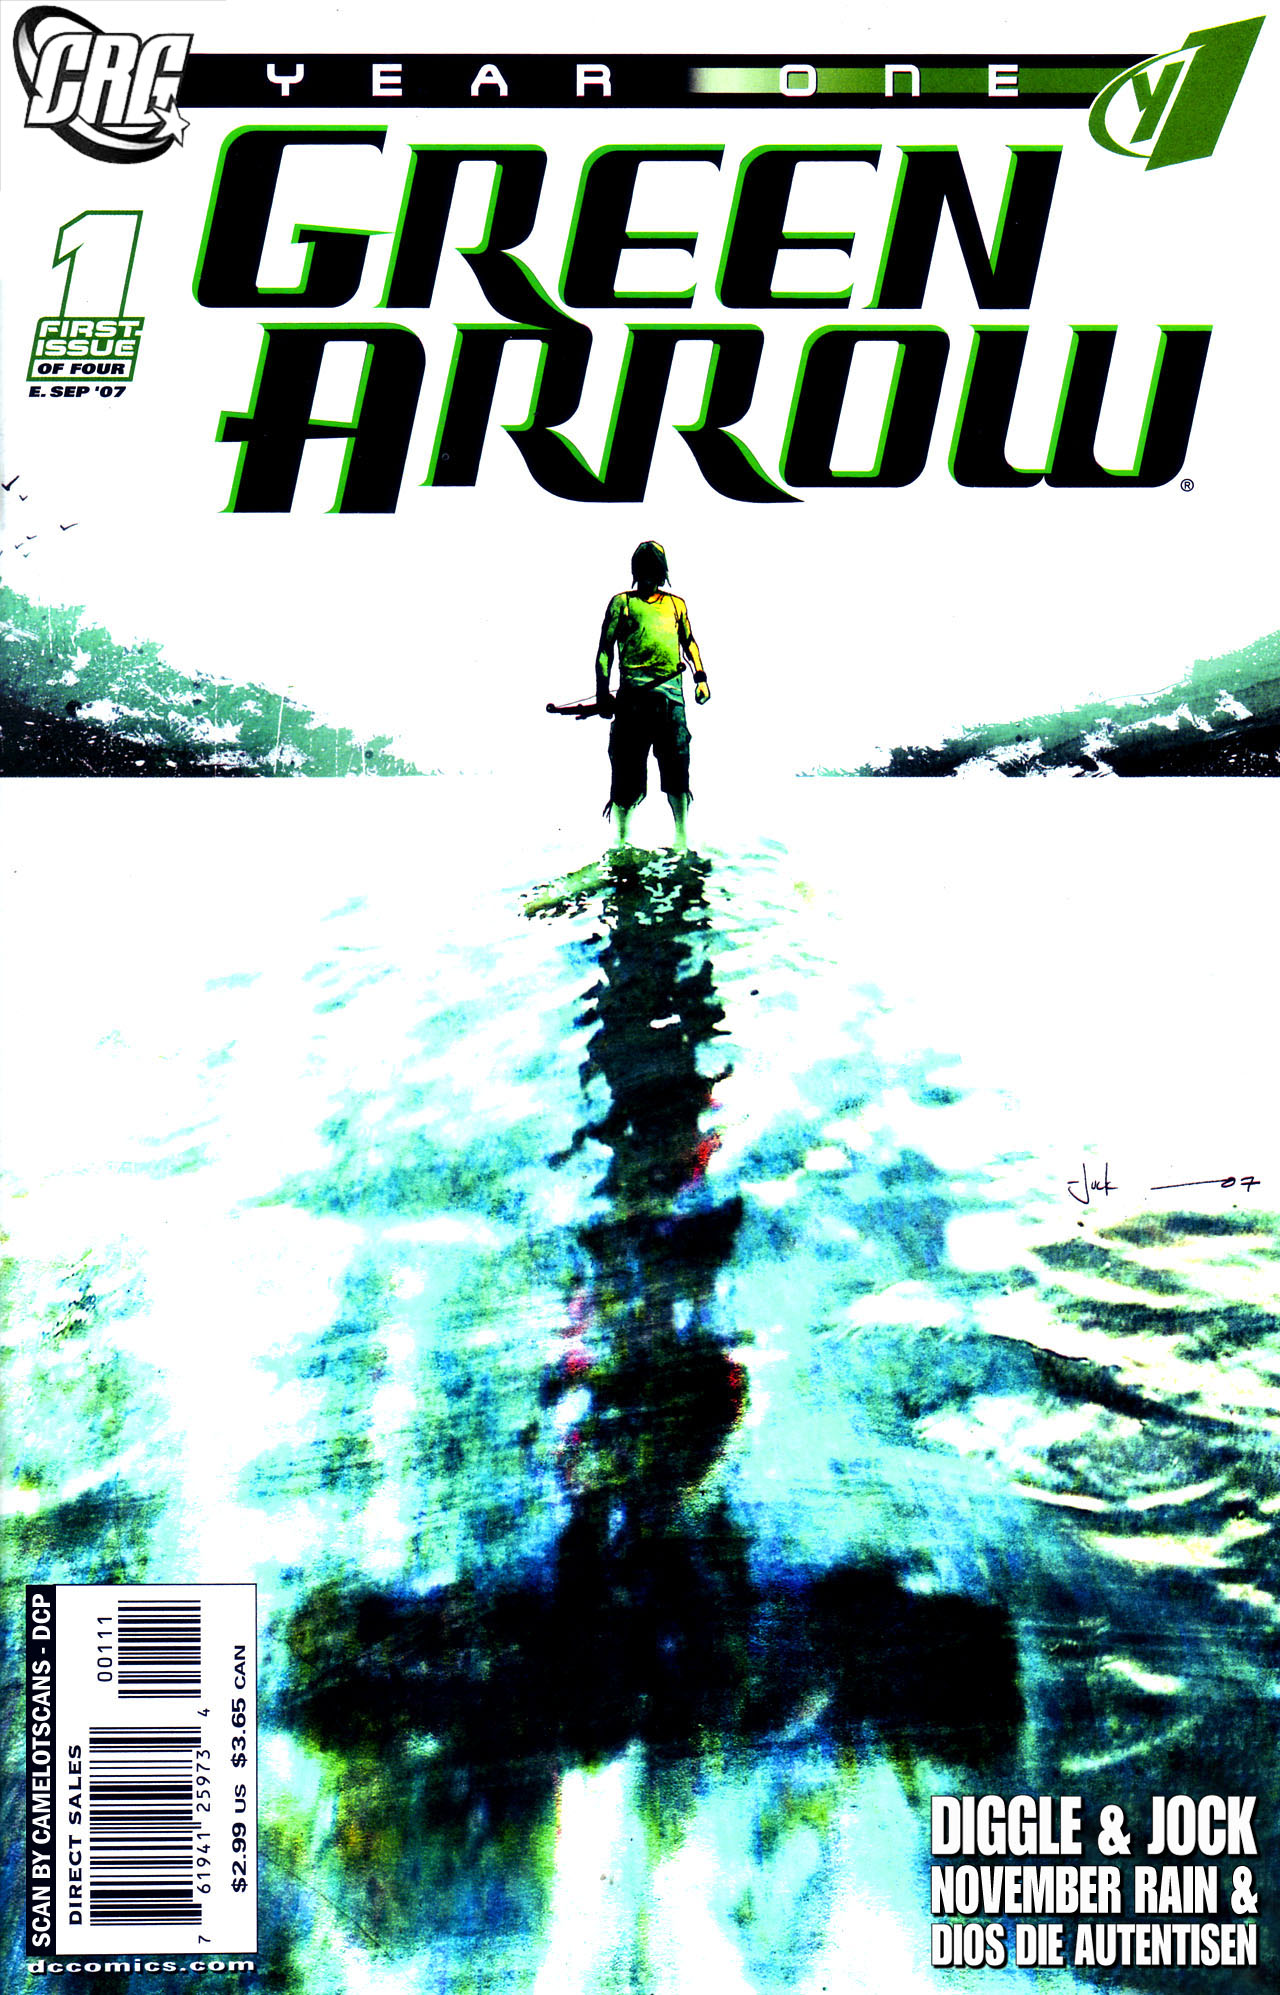 CRG
YEAR ONE
Y1
GREEN
ARROW
®
1
FIRST
ISSUE
OF FOUR
E. SEP '07
Jock 07
SCAN BY CAMELOTSCANS - DCP
DIRECT SALES
7 61941 25973 4
00111
$2.99 US $3.65 CAN
dccomics.com
DIGGLE & JOCK
NOVEMBER RAIN &
DIOS DIE AUTENTISEN